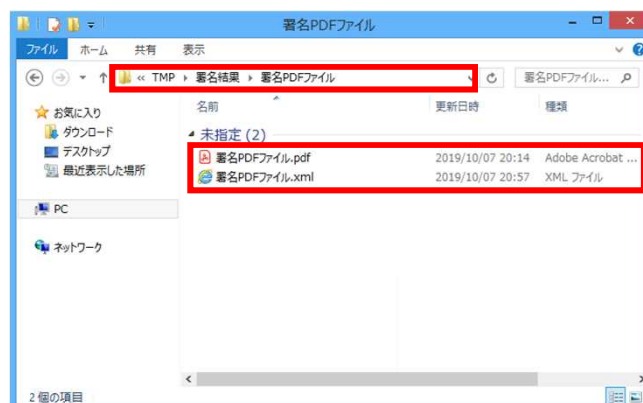 署名PDFファイル
ファイル ホーム 共有 表示
« TMP 署名結果 署名PDFファイル 署名PDFファイル...
お気に入り
ダウンロード
デスクトップ
最近表示した場所
PC
ネットワーク
名前 更新日時 種類
未指定 (2)
署名PDFファイル.pdf 2019/10/07 20:14 Adobe Acrobat ...
署名PDFファイル.xml 2019/10/07 20:57 XML ファイル
2 個の項目